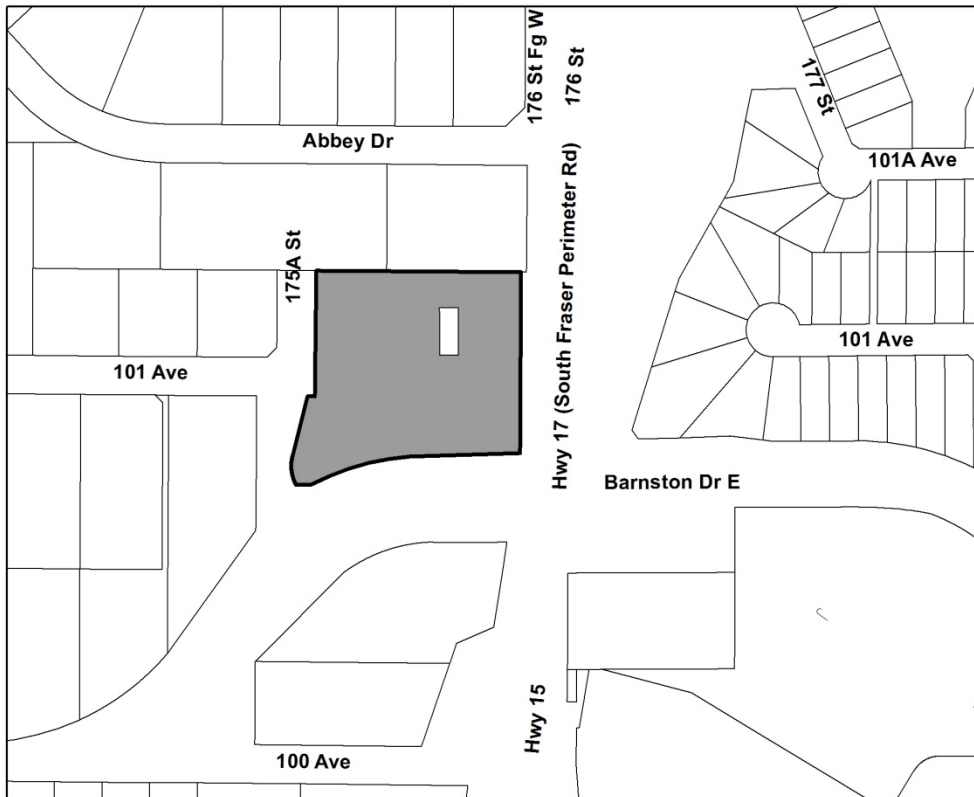 176 St Fg W
176 St
177 St
Abbey Dr
101A Ave
175A St
Hwy 17 (South Fraser Perimeter Rd)
101 Ave
101 Ave
Barnston Dr E
Hwy 15
100 Ave